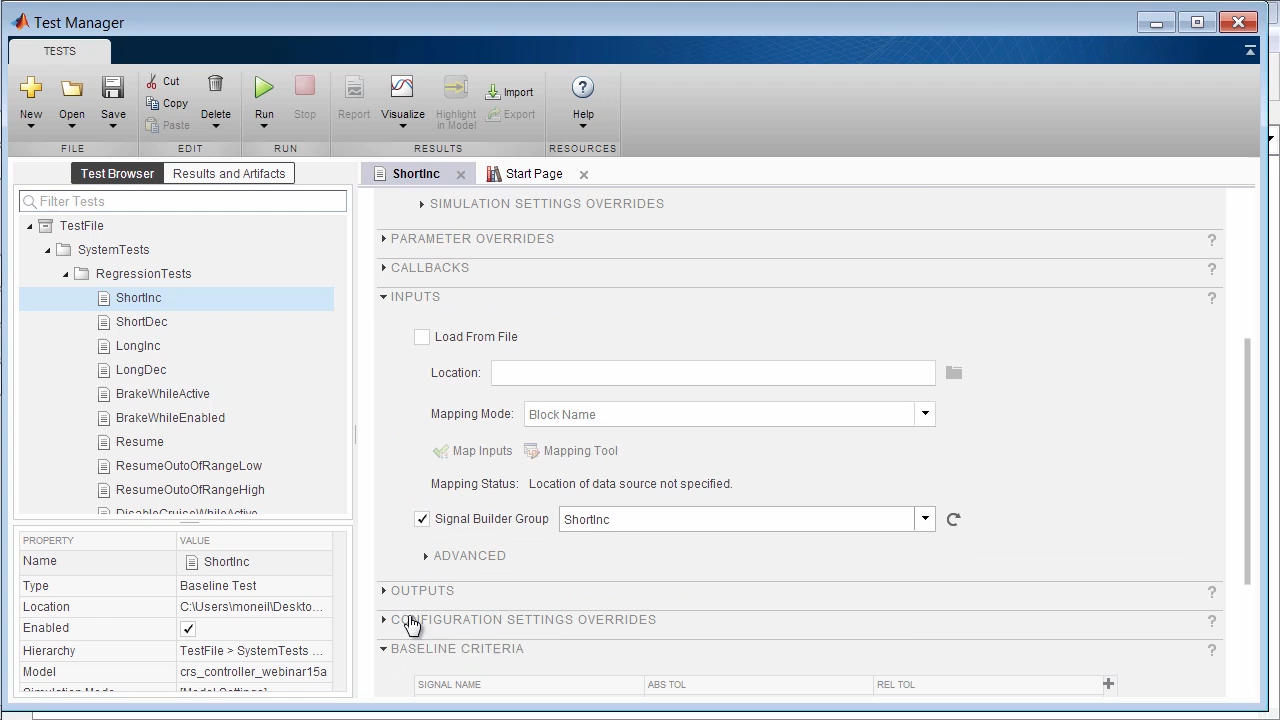 Test Manager
TESTS
New
Open
Save
Cut
Copy
Paste
Delete
Run
Stop
Report
Visualize
Highlight
in Model
Import
Export
Help
FILE
EDIT
RUN
RESULTS
RESOURCES
Test Browser
Results and Artifacts
Filter Tests
TestFile
SystemTests
RegressionTests
ShortInc
ShortDec
LongInc
LongDec
BrakeWhileActive
BrakeWhileEnabled
Resume
ResumeOutoOfRangeLow
ResumeOutoOfRangeHigh
DisableCruiseWhileActive
PROPERTY VALUE
Name ShortInc
Type Baseline Test
Location C:\Users\moneil\Deskto...
Enabled
Hierarchy TestFile > SystemTests ...
Model crs_controller_webinar15a
Simulation Mode [Model Settings]
ShortInc
Start Page
SIMULATION SETTINGS OVERRIDES
PARAMETER OVERRIDES ?
CALLBACKS ?
INPUTS ?
Load From File
Location:
Mapping Mode: Block Name
Map Inputs Mapping Tool
Mapping Status: Location of data source not specified.
Signal Builder Group ShortInc
ADVANCED
OUTPUTS ?
CONFIGURATION SETTINGS OVERRIDES ?
BASELINE CRITERIA ?
SIGNAL NAME ABS TOL REL TOL